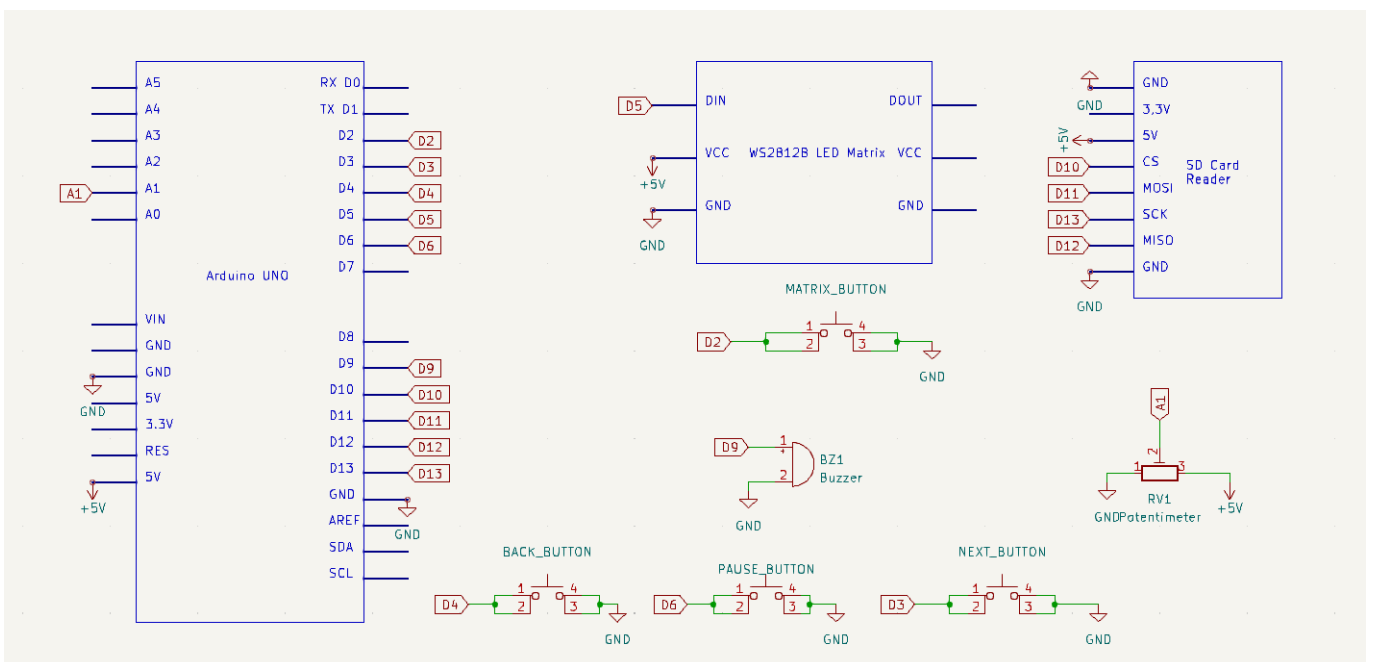 A5
A4
A3
A2
A1
A1
A0
Arduino UNO
VIN
GND
GND
GND
5V
3.3V
RES
5V
+5V
RX D0
TX D1
D2
D2
D3
D3
D4
D4
D5
D5
D6
D6
D7
D8
D9
D9
D10
D10
D11
D11
D12
D12
D13
D13
GND
GND
AREF
SDA
SCL
D5
DIN
DOUT
VCC
WS2812B LED Matrix
VCC
+5V
GND
GND
GND
GND
GND
3.3V
+5V
5V
D10
CS
D11
MOSI
D13
SCK
D12
MISO
GND
GND
SD Card
Reader
MATRIX_BUTTON
D2
1
4
2
3
GND
D9
1
+
2
BZ1
Buzzer
GND
A1
2
1
3
RV1
GNDPatentimeter
+5V
BACK_BUTTON
D4
1
4
2
3
GND
PAUSE_BUTTON
D6
1
4
2
3
GND
NEXT_BUTTON
D3
1
4
2
3
GND